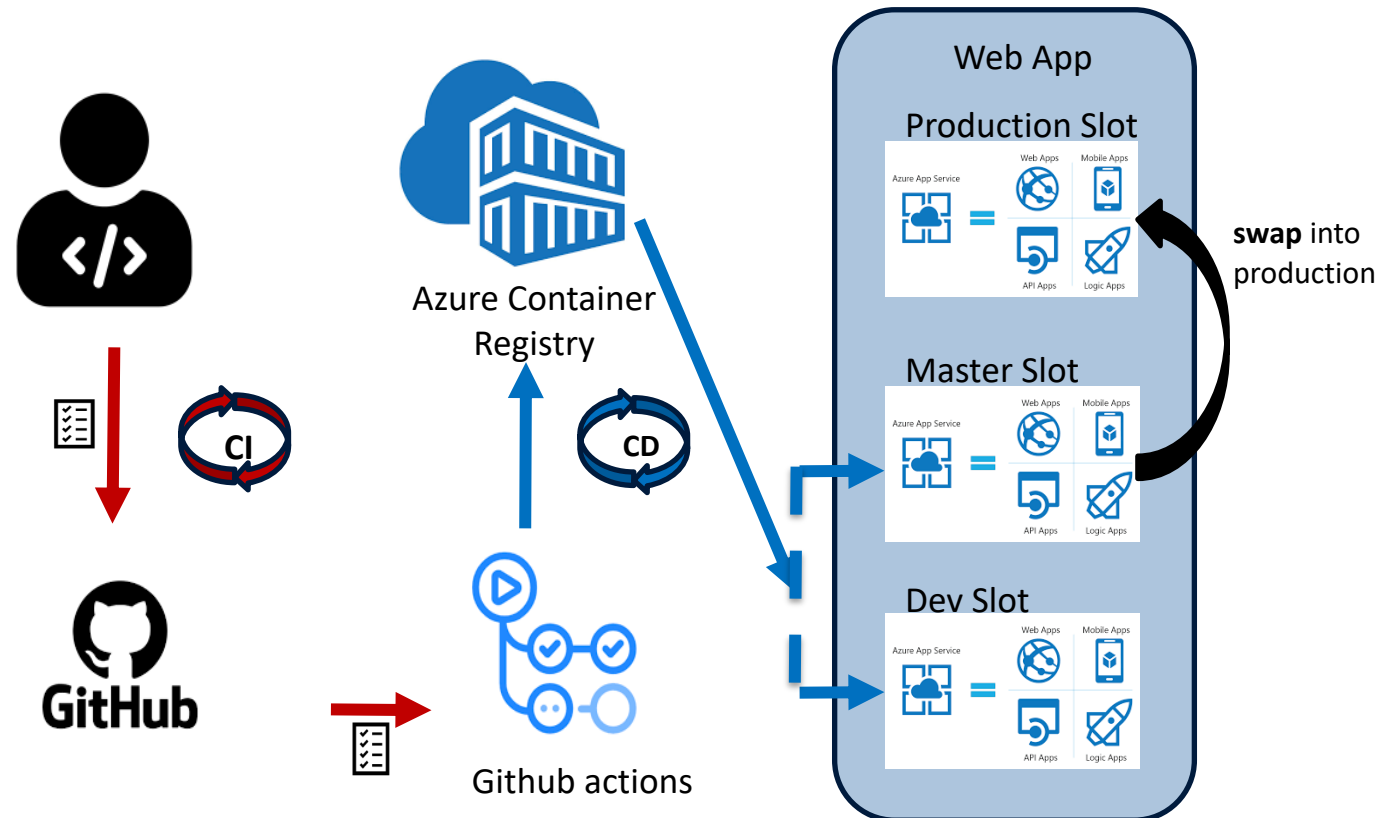 </>
CI
GitHub
Github actions
Azure Container
Registry
CD
Web App
Production Slot
Azure App Service
=
Web Apps
Mobile Apps
API Apps
Logic Apps
swap into
production
Master Slot
Azure App Service
=
Web Apps
Mobile Apps
API Apps
Logic Apps
Dev Slot
Azure App Service
=
Web Apps
Mobile Apps
API Apps
Logic Apps